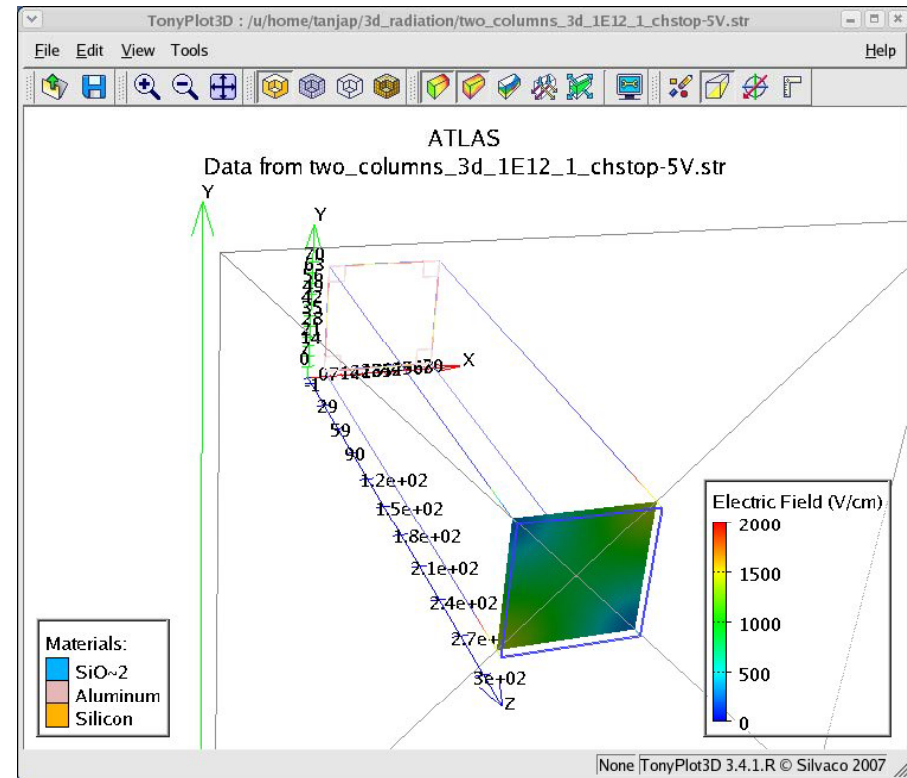 TonyPlot3D : /u/home/tanjap/3d_radiation/two_columns_3d_1E12_1_chstop-5V.str
File Edit View Tools Help
ATLAS
Data from two_columns_3d_1E12_1_chstop-5V.str
Y
Y
70
63
56
49
42
35
28
21
14
7
0
X
-1
29
59
90
1.2e+02
1.5e+02
1.8e+02
2.1e+02
2.4e+02
2.7e+
3e+02
Z
Electric Field (V/cm)
2000
1500
1000
500
0
Materials:
SiO~2
Aluminum
Silicon
None TonyPlot3D 3.4.1.R © Silvaco 2007